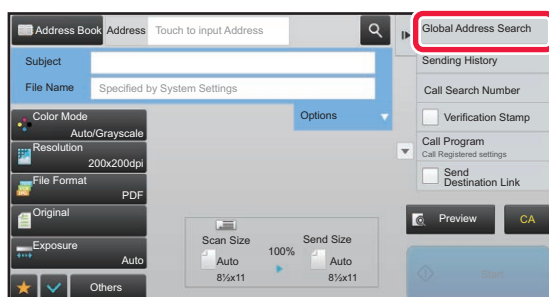 Address Book
Address
Touch to input Address
Subject
File Name
Specified by System Settings
Options
Color Mode
Auto/Grayscale
Resolution
200x200dpi
File Format
PDF
Original
Exposure
Auto
Others
Scan Size
Auto
8½x11
100%
Send Size
Auto
8½x11
Global Address Search
Sending History
Call Search Number
Verification Stamp
Call Program
Call Registered settings
Send
Destination Link
Preview
CA
Start